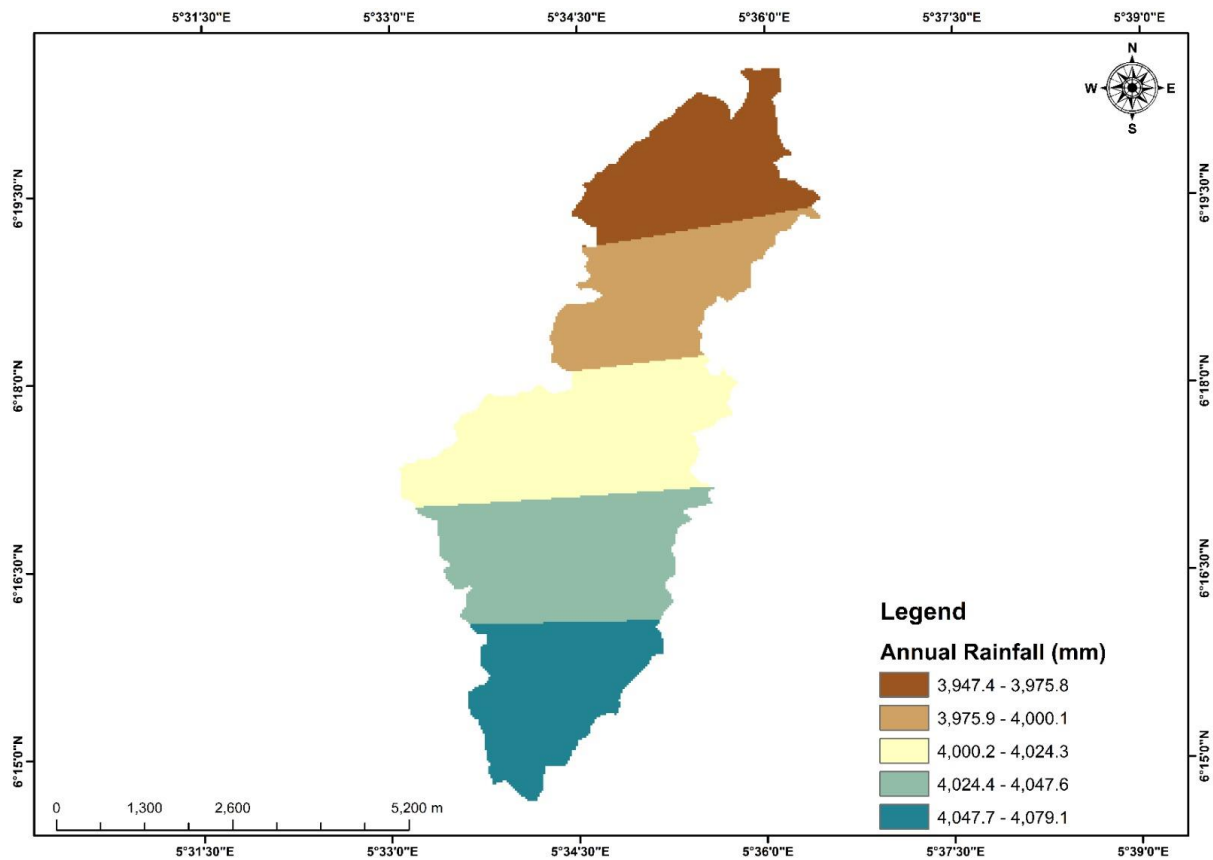 5°31'30"E 5°33'0"E 5°34'30"E 5°36'0"E 5°37'30"E 5°39'0"E
N
W E
S
6°19'30"N 6°19'30"N
6°18'0"N 6°18'0"N
6°16'30"N 6°16'30"N
Legend
Annual Rainfall (mm)
3,947.4 - 3,975.8
3,975.9 - 4,000.1
4,000.2 - 4,024.3
4,024.4 - 4,047.6
4,047.7 - 4,079.1
6°15'0"N 6°15'0"N
0 1,300 2,600 5,200 m
5°31'30"E 5°33'0"E 5°34'30"E 5°36'0"E 5°37'30"E 5°39'0"E